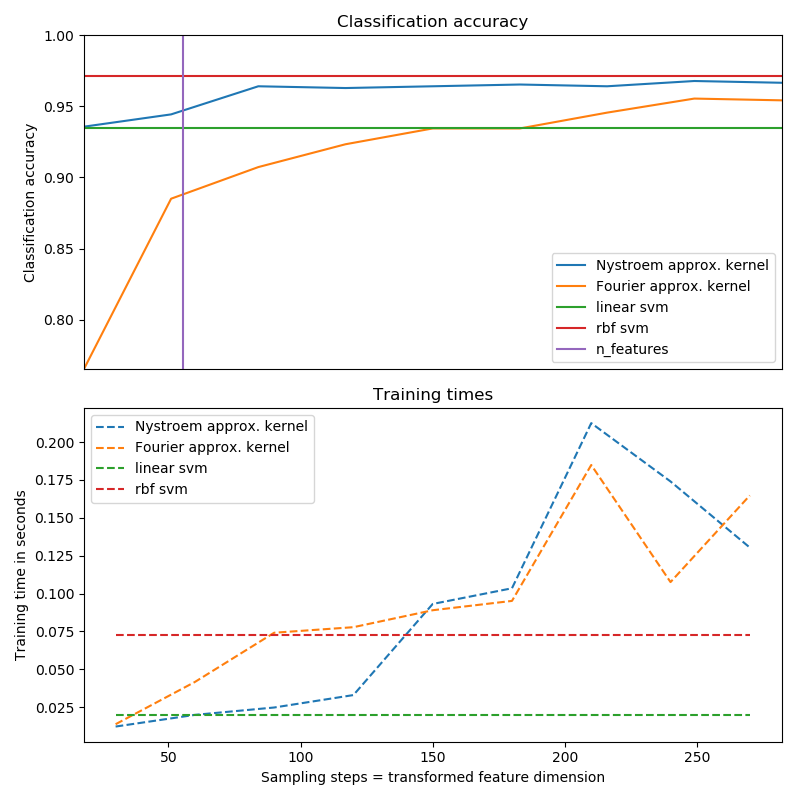 Classification accuracy
1.00
0.95
0.90
0.85
0.80
Classification accuracy
Nystroem approx. kernel
Fourier approx. kernel
linear svm
rbf svm
n_features
Training times
0.200
0.175
0.150
0.125
0.100
0.075
0.050
0.025
Training time in seconds
Nystroem approx. kernel
Fourier approx. kernel
linear svm
rbf svm
50
100
150
200
250
Sampling steps = transformed feature dimension